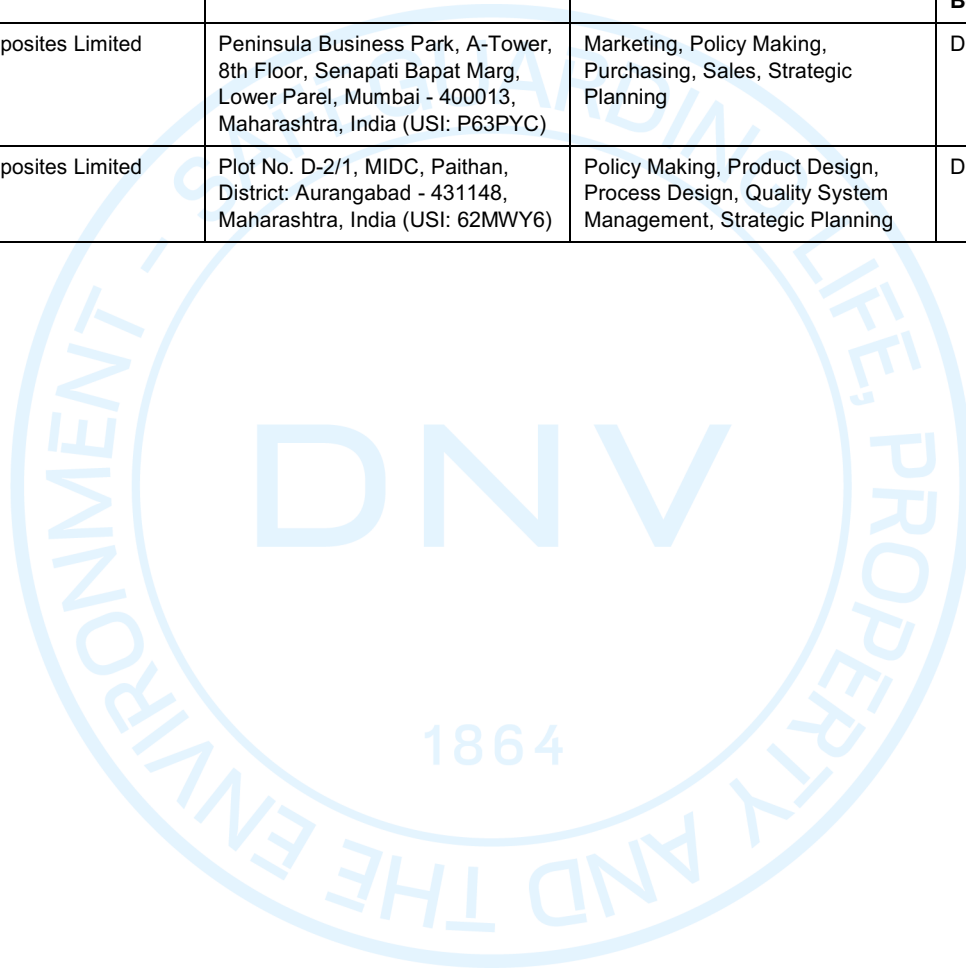 B
posites Limited
Peninsula Business Park, A-Tower,
8th Floor, Senapati Bapat Marg,
Lower Parel, Mumbai - 400013,
Maharashtra, India (USI: P63PYC)
Marketing, Policy Making,
Purchasing, Sales, Strategic
Planning
D
posites Limited
Plot No. D-2/1, MIDC, Paithan,
District: Aurangabad - 431148,
Maharashtra, India (USI: 62MWY6)
Policy Making, Product Design,
Process Design, Quality System
Management, Strategic Planning
D
SAFEGUARDING LIFE, PROPERTY AND THE ENVIRONMENT -
DNV
1864